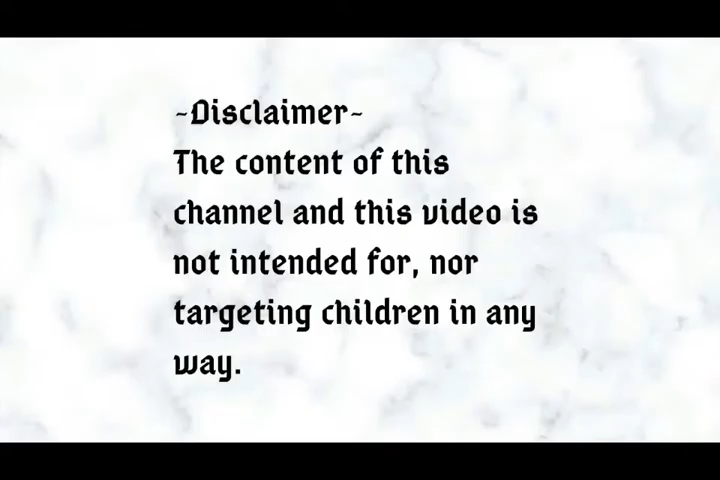 ~Disclaimer~
The content of this
channel and this video is
not intended for, nor
targeting children in any
way.